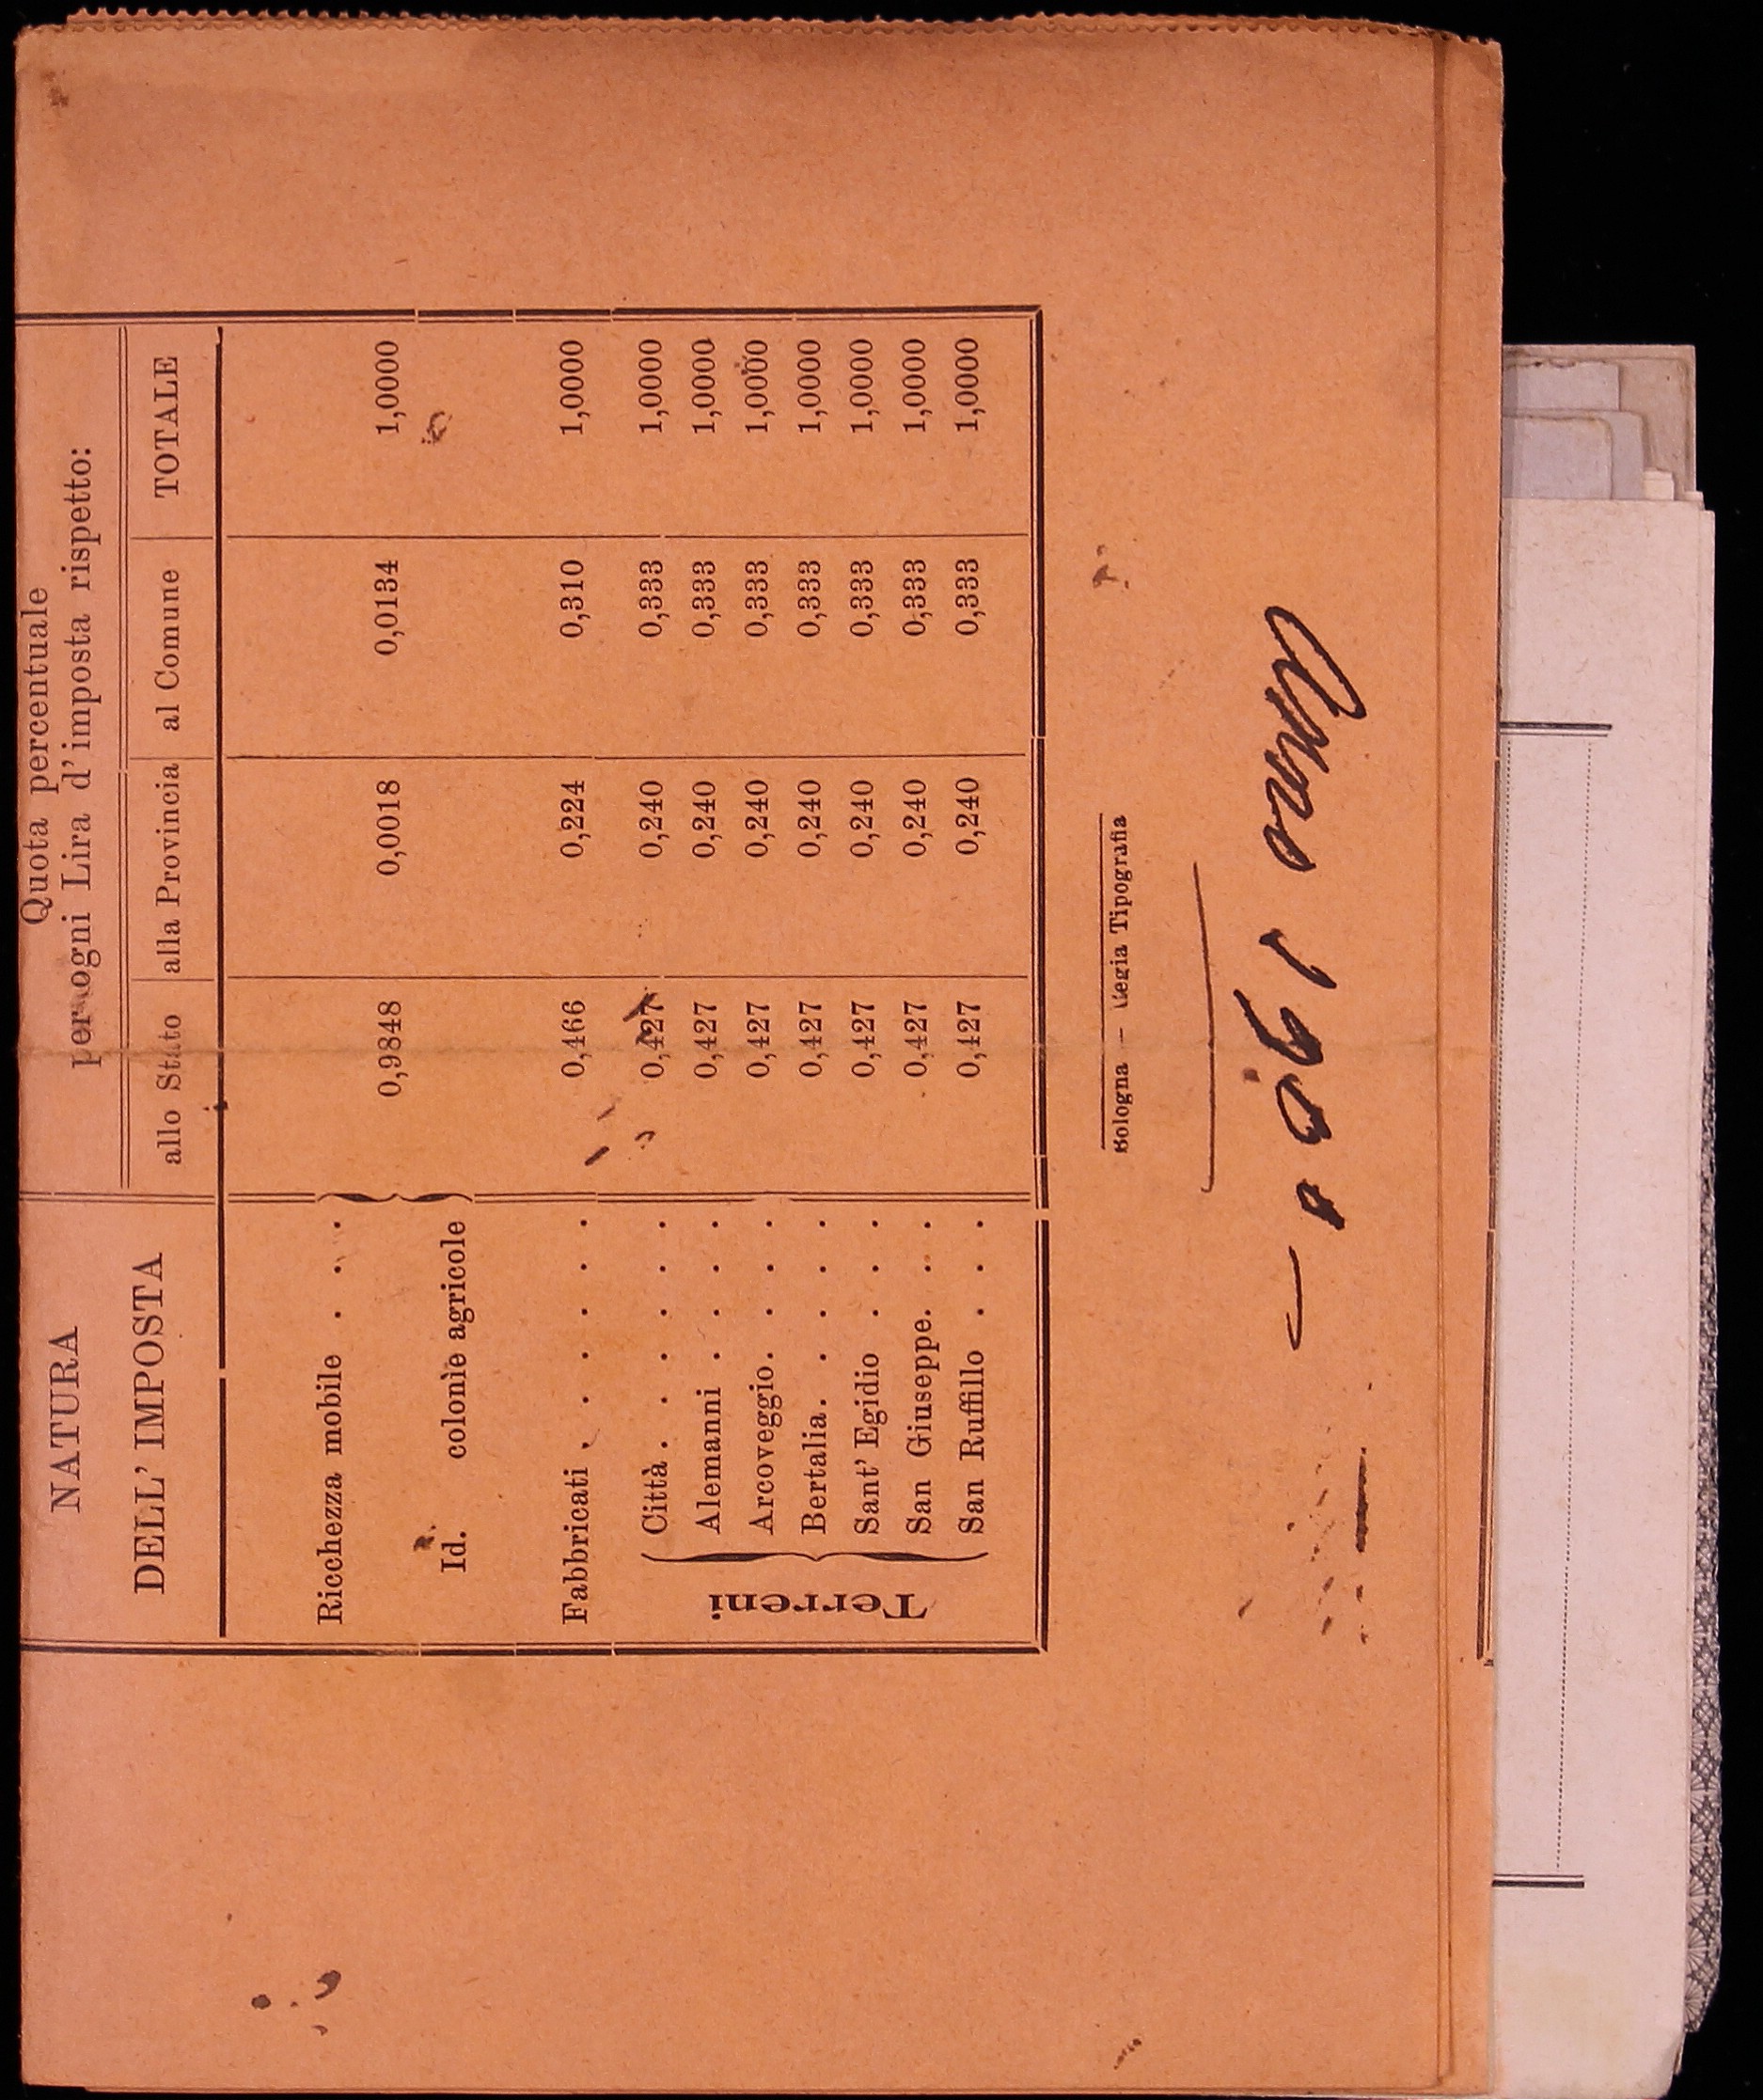 NATURA
DELL' IMPOSTA
Quota percentuale
per ogni Lira d' imposta rispetto:
allo Stato alla Provincia al Comune TOTALE
Ricchezza mobile . . .
0,9848 0,0018 0,0134 1,0000
Id. colonie agricole
Fabbricati . . . . . . 0,466 0,224 0,310 1,0000
Terreni
Città . . . . . . 0,427 0,240 0,333 1,0000
Alemanni . . . . 0,427 0,240 0,333 1,0000
Arcoveggio . . . . 0,427 0,240 0,333 1,0000
Bertalia . . . . . 0,427 0,240 0,333 1,0000
Sant' Egidio . . . 0,427 0,240 0,333 1,0000
San Giuseppe . . . 0,427 0,240 0,333 1,0000
San Ruffillo . . . 0,427 0,240 0,333 1,0000
Bologna — Regia Tipografia
Anno 1900 —